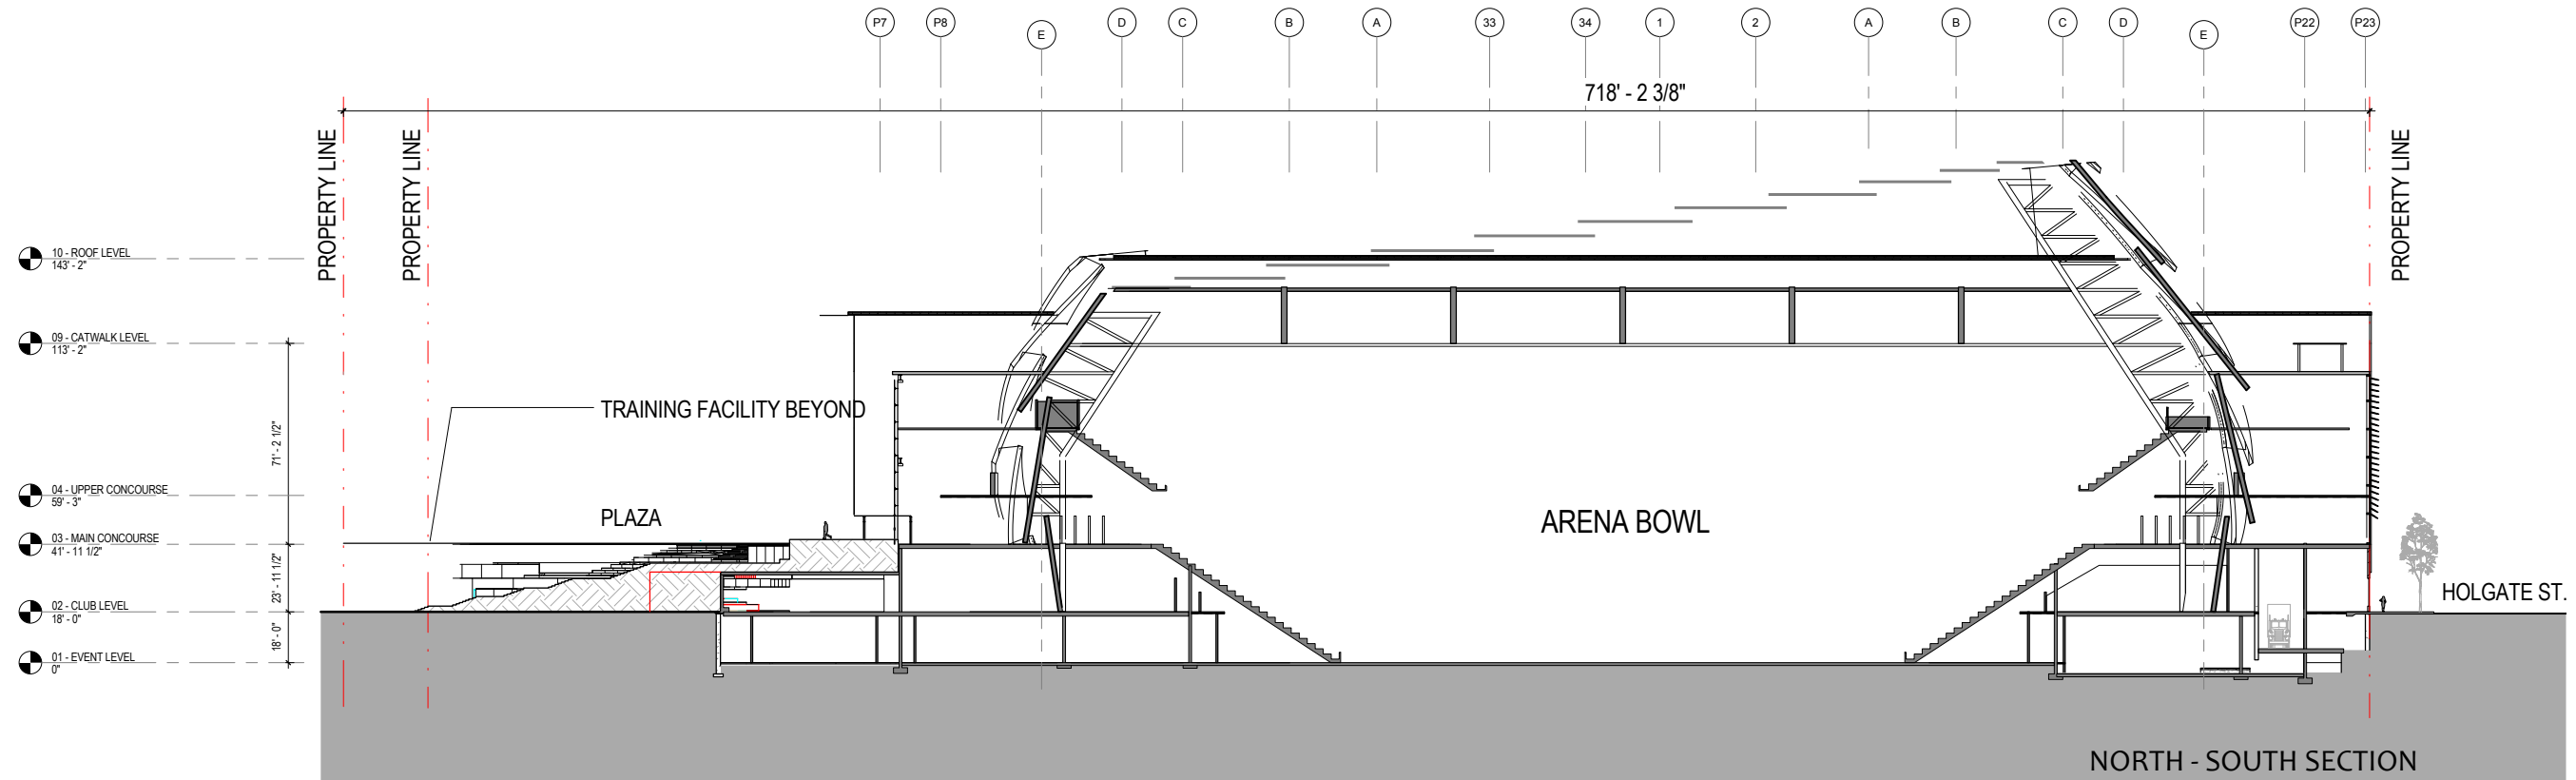 P7 P8 E D C B A 33 34 1 2 A B C D E P22 P23
718' - 2 3/8"
PROPERTY LINE
PROPERTY LINE
PROPERTY LINE
10 - ROOF LEVEL
143' - 2"
09 - CATWALK LEVEL
113' - 2"
TRAINING FACILITY BEYOND
71' - 2 1/2"
04 - UPPER CONCOURSE
59' - 3"
PLAZA
ARENA BOWL
03 - MAIN CONCOURSE
41' - 11 1/2"
23' - 11 1/2"
HOLGATE ST.
02 - CLUB LEVEL
18' - 0"
18' - 0"
01 - EVENT LEVEL
0"
NORTH - SOUTH SECTION